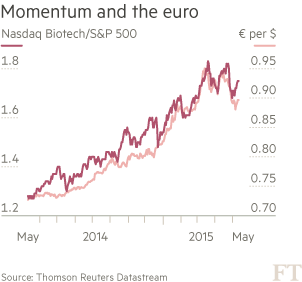 Momentum and the euro
Nasdaq Biotech/S&P 500
€ per $
1.8
0.95
0.90
1.6
0.85
0.80
1.4
0.75
1.2
0.70
May 2014 2015 May
Source: Thomson Reuters Datastream
FT